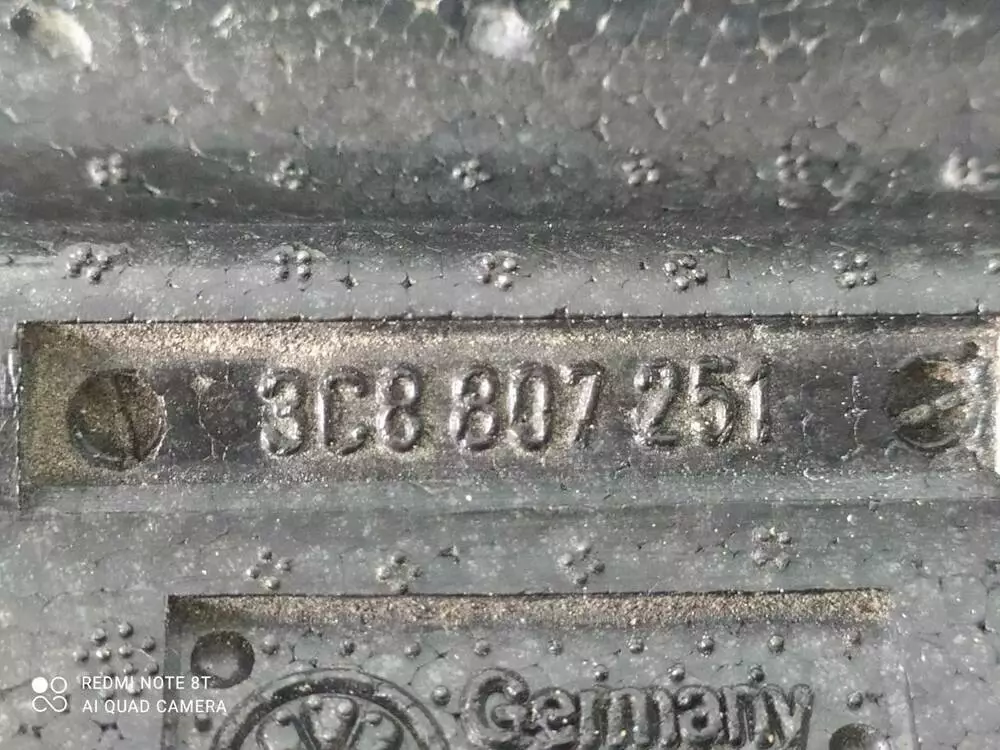 3C8 807 251
Germany
REDMI NOTE 8T
AI QUAD CAMERA